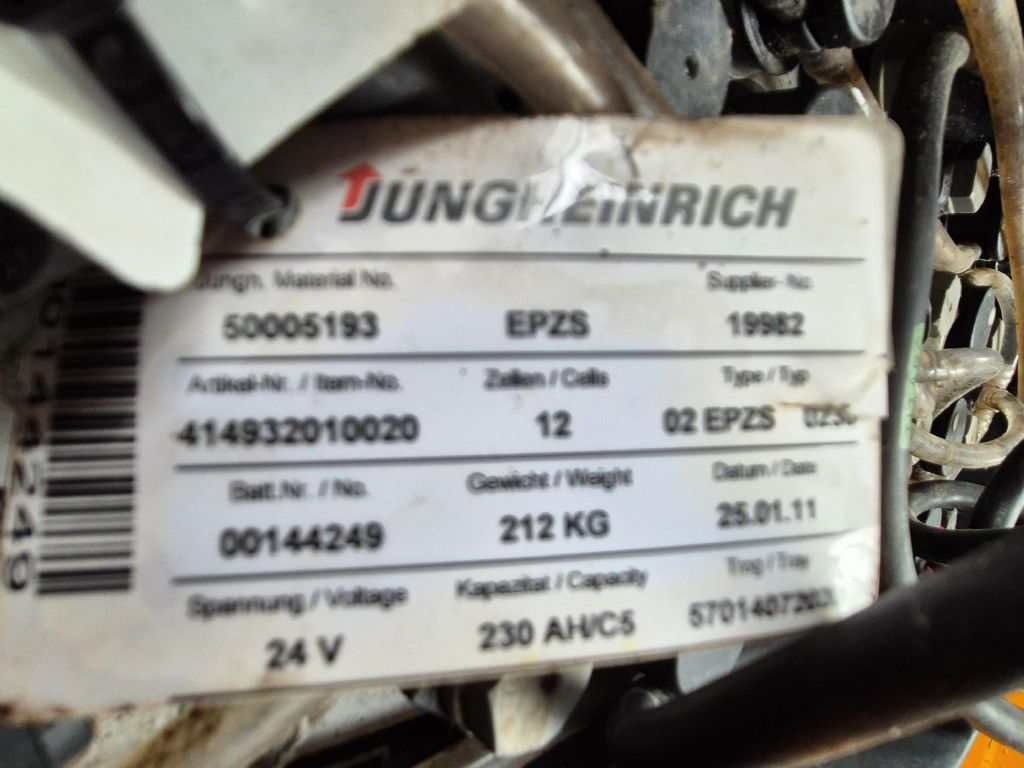 JUNGHEINRICH
Jungh. Material No. Supplier- No.
50005193 EPZS 19982
Artikel-Nr. / Item-No. Zellen / Cells Type / Typ
414932010020 12 02 EPZS
Batt.Nr. / No. Gewicht / Weight Datum / Date
00144249 212 KG 25.01.11
Spannung / Voltage Kapazität / Capacity Trog / Tray
24 V 230 AH/C5